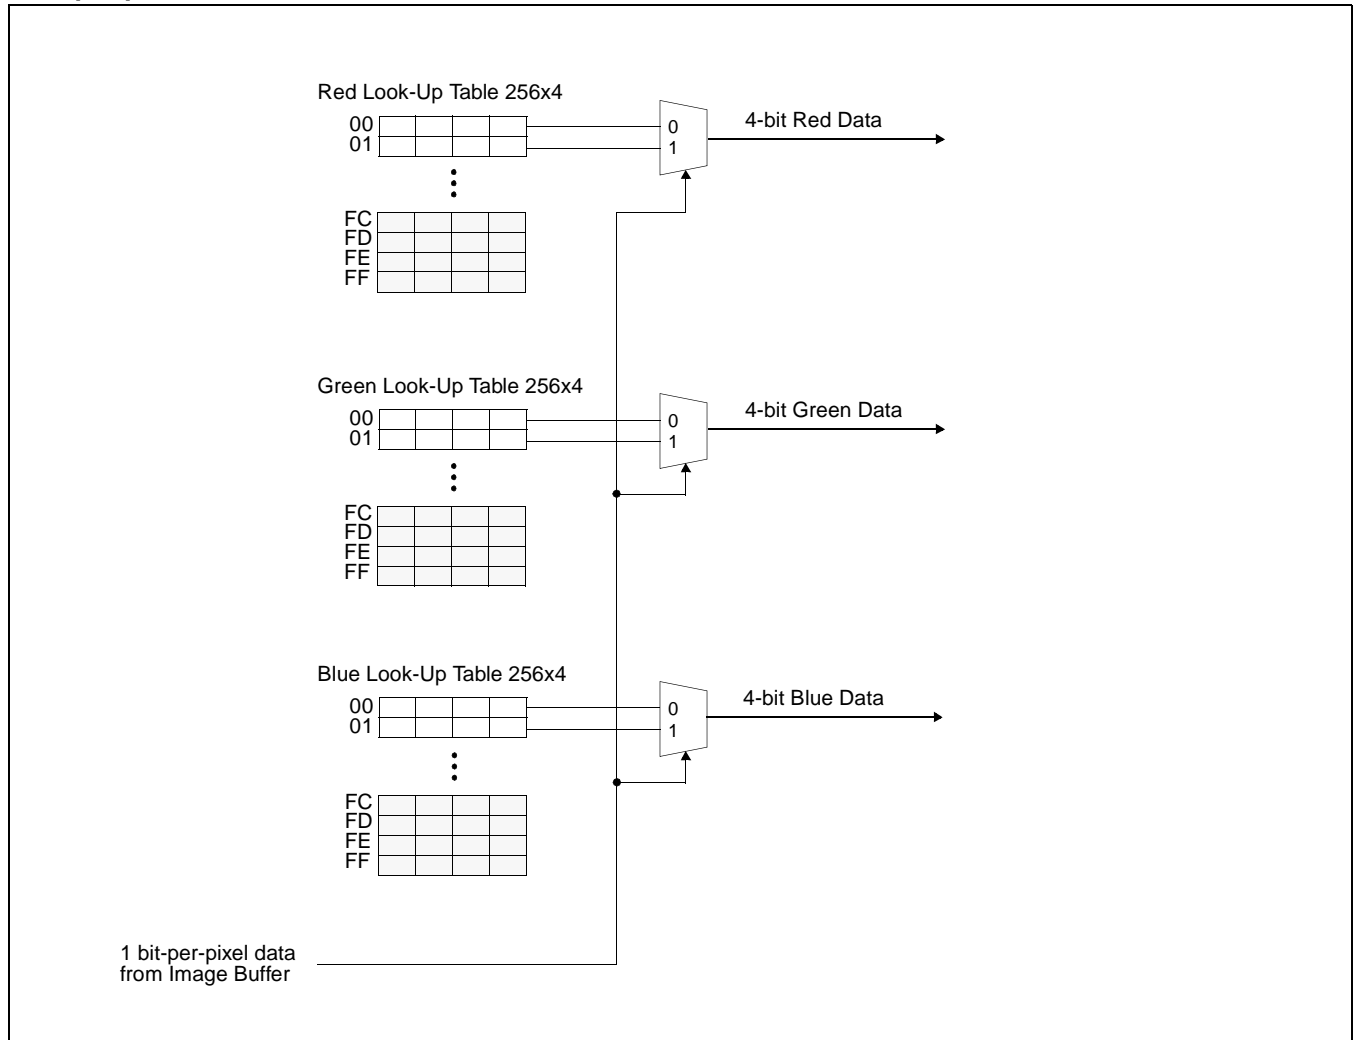 Red Look-Up Table 256x4
00
01
0
1
4-bit Red Data
FC
FD
FE
FF
Green Look-Up Table 256x4
00
01
0
1
4-bit Green Data
FC
FD
FE
FF
Blue Look-Up Table 256x4
00
01
0
1
4-bit Blue Data
FC
FD
FE
FF
1 bit-per-pixel data
from Image Buffer